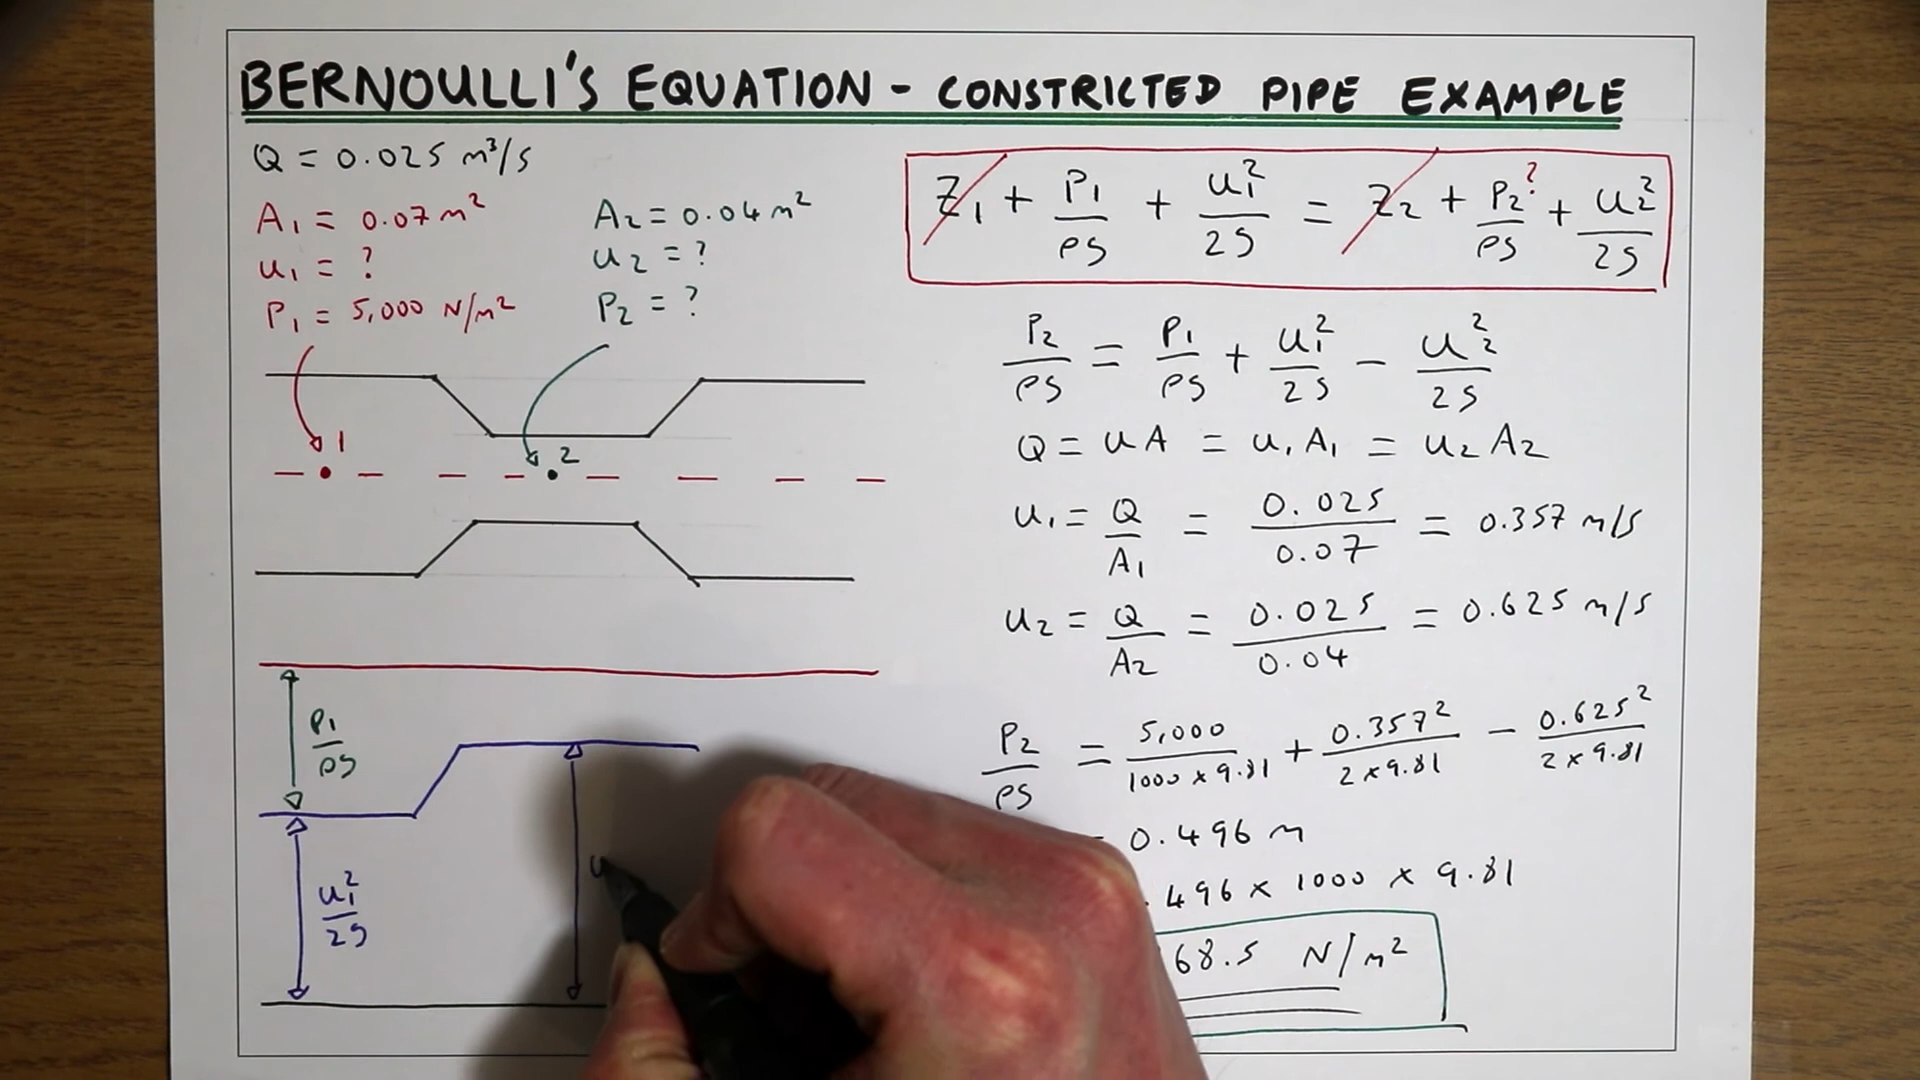 BERNOULLI'S EQUATION - CONSTRICTED PIPE EXAMPLE
Q = 0.025 m³/s
A₁ = 0.07 m²
u₁ = ?
P₁ = 5,000 N/m²
A₂ = 0.04 m²
u₂ = ?
P₂ = ?
1
2
P₁/ρg
u₁²/2g
u
Z₁ + P₁/ρg + u₁²/2g = Z₂ + P₂?/ρg + u₂²/2g
P₂/ρg = P₁/ρg + u₁²/2g - u₂²/2g
Q = uA = u₁A₁ = u₂A₂
u₁ = Q/A₁ = 0.025/0.07 = 0.357 m/s
u₂ = Q/A₂ = 0.025/0.04 = 0.625 m/s
P₂/ρg = 5,000/1000 x 9.81 + 0.357²/2 x 9.81 - 0.625²/2 x 9.81
0.496 m
.496 x 1000 x 9.81
68.5 N/m²